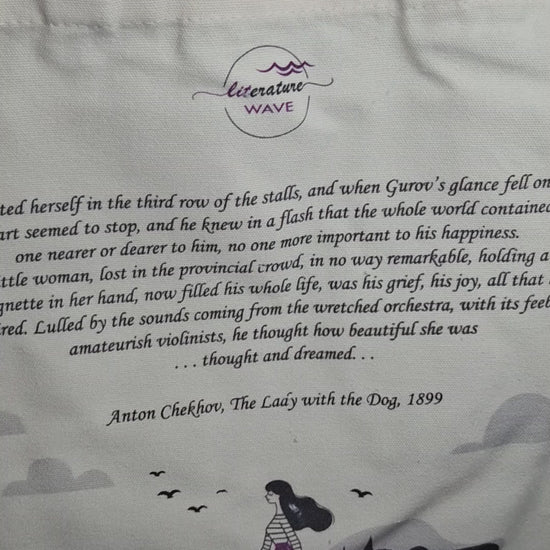 literature
WAVE
ted herself in the third row of the stalls, and when Gurov's glance fell on
art seemed to stop, and he knew in a flash that the whole world contained
one nearer or dearer to him, no one more important to his happiness.
ittle woman, lost in the provincial crowd, in no way remarkable, holding a
gnette in her hand, now filled his whole life, was his grief, his joy, all that
ired. Lulled by the sounds coming from the wretched orchestra, with its feeb
amateurish violinists, he thought how beautiful she was
. . . thought and dreamed. . .
Anton Chekhov, The Lady with the Dog, 1899